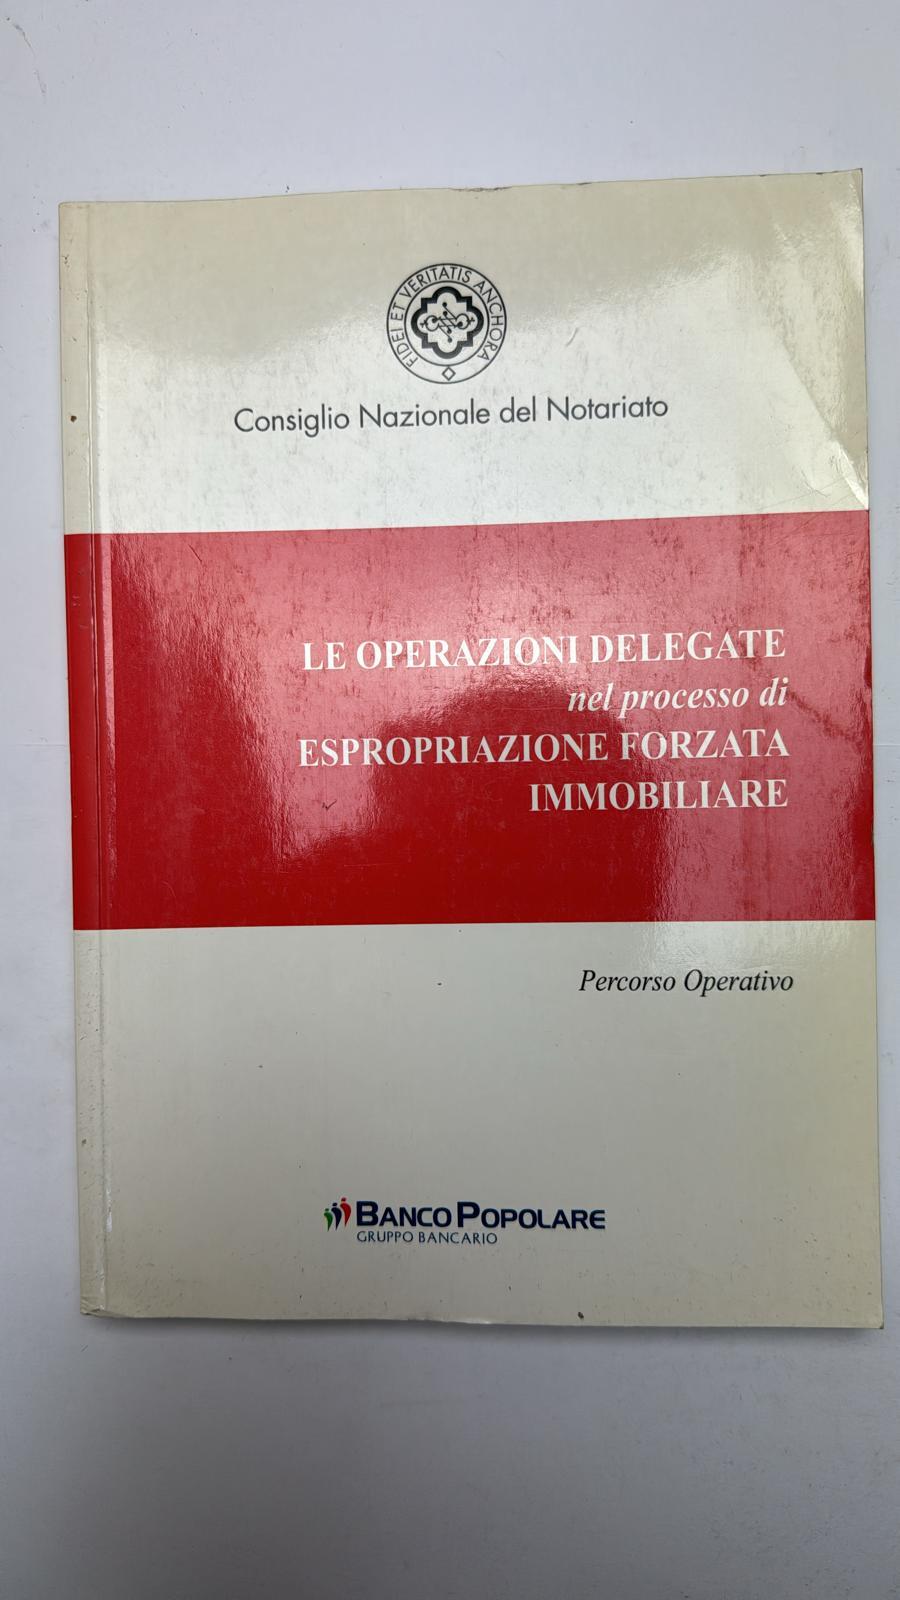 FIDEI ET VERITATIS ANCHORA
Consiglio Nazionale del Notariato
LE OPERAZIONI DELEGATE
nel processo di
ESPROPRIAZIONE FORZATA
IMMOBILIARE
Percorso Operativo
BANCO POPOLARE
GRUPPO BANCARIO